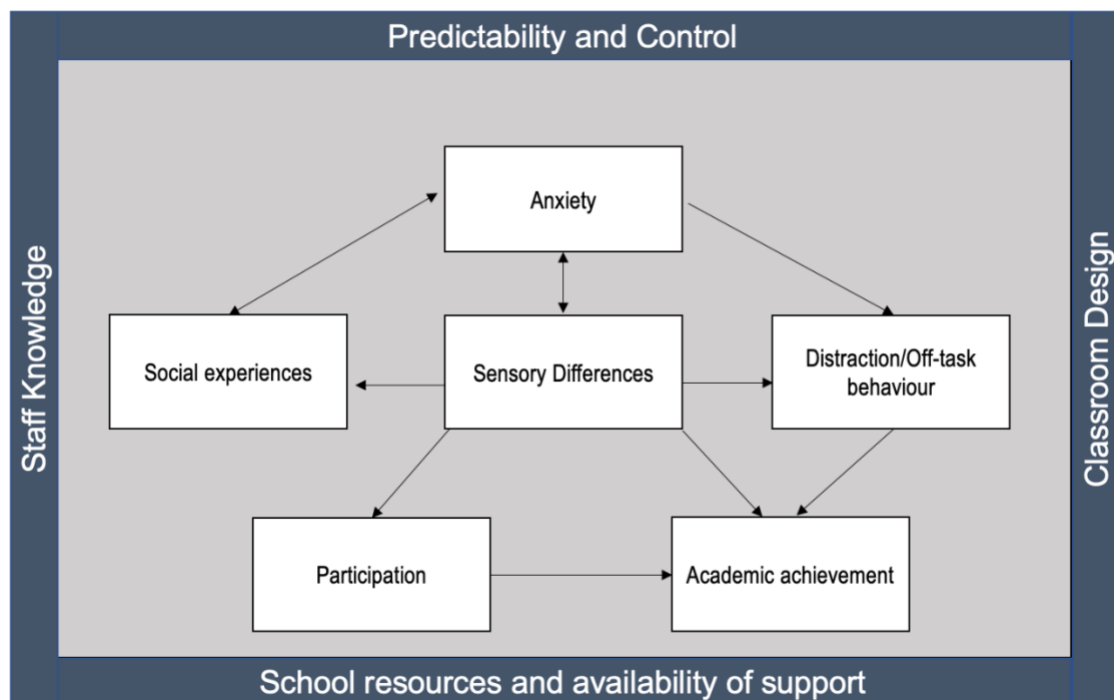 Predictability and Control
Staff Knowledge
Classroom Design
Anxiety
Social experiences
Sensory Differences
Distraction/Off-task
behaviour
Participation
Academic achievement
School resources and availability of support